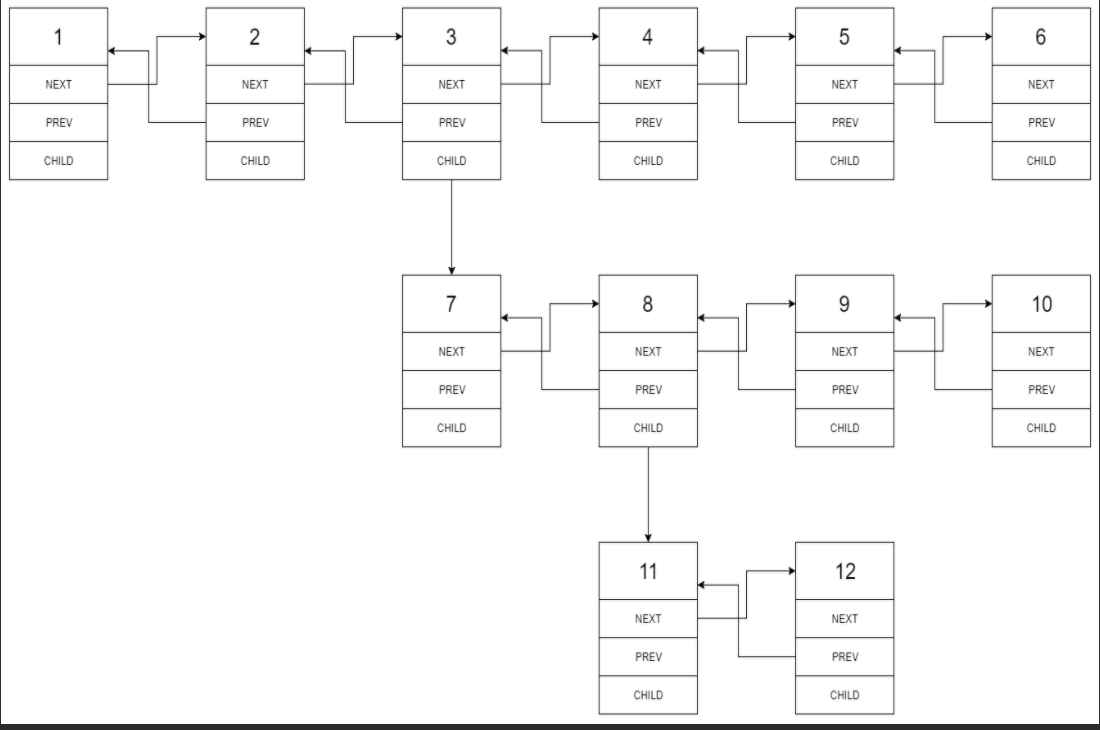 1 2 3 4 5 6
NEXT NEXT NEXT NEXT NEXT NEXT
PREV PREV PREV PREV PREV PREV
CHILD CHILD CHILD CHILD CHILD CHILD
7 8 9 10
NEXT NEXT NEXT NEXT
PREV PREV PREV PREV
CHILD CHILD CHILD CHILD
11 12
NEXT NEXT
PREV PREV
CHILD CHILD